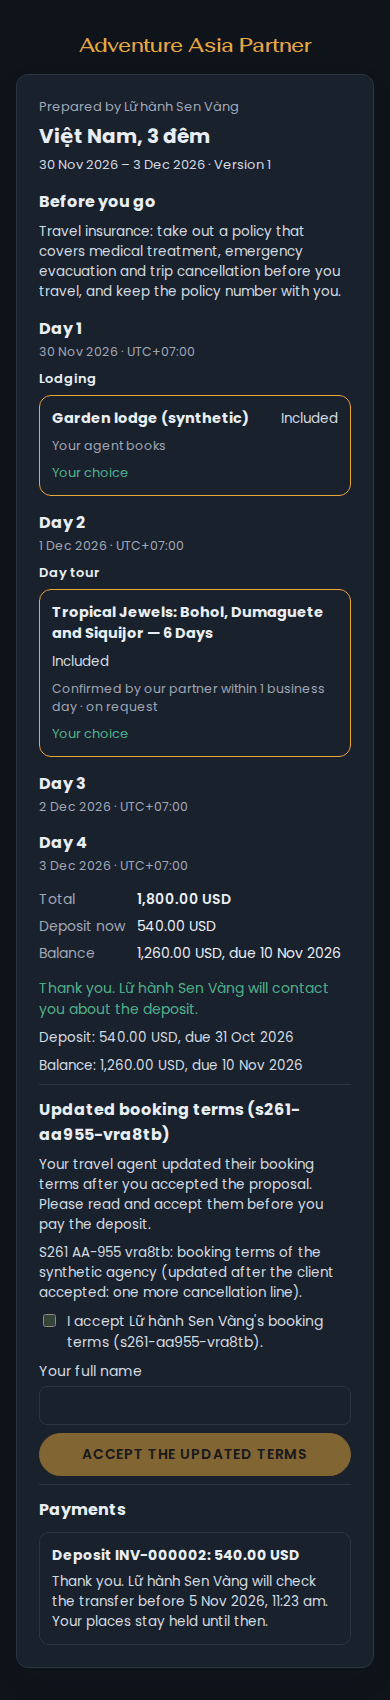 Adventure Asia Partner
Prepared by Lữ hành Sen Vàng
Việt Nam, 3 đêm
30 Nov 2026 – 3 Dec 2026 · Version 1
Before you go
Travel insurance: take out a policy that
covers medical treatment, emergency
evacuation and trip cancellation before you
travel, and keep the policy number with you.
Day 1
30 Nov 2026 · UTC+07:00
Lodging
Garden lodge (synthetic) Included
Your agent books
Your choice
Day 2
1 Dec 2026 · UTC+07:00
Day tour
Tropical Jewels: Bohol, Dumaguete
and Siquijor — 6 Days
Included
Confirmed by our partner within 1 business
day · on request
Your choice
Day 3
2 Dec 2026 · UTC+07:00
Day 4
3 Dec 2026 · UTC+07:00
Total 1,800.00 USD
Deposit now 540.00 USD
Balance 1,260.00 USD, due 10 Nov 2026
Thank you. Lữ hành Sen Vàng will contact
you about the deposit.
Deposit: 540.00 USD, due 31 Oct 2026
Balance: 1,260.00 USD, due 10 Nov 2026
Updated booking terms (s261-
aa955-vra8tb)
Your travel agent updated their booking
terms after you accepted the proposal.
Please read and accept them before you
pay the deposit.
S261 AA-955 vra8tb: booking terms of the
synthetic agency (updated after the client
accepted: one more cancellation line).
I accept Lữ hành Sen Vàng's booking
terms (s261-aa955-vra8tb).
Your full name
ACCEPT THE UPDATED TERMS
Payments
Deposit INV-000002: 540.00 USD
Thank you. Lữ hành Sen Vàng will check
the transfer before 5 Nov 2026, 11:23 am.
Your places stay held until then.